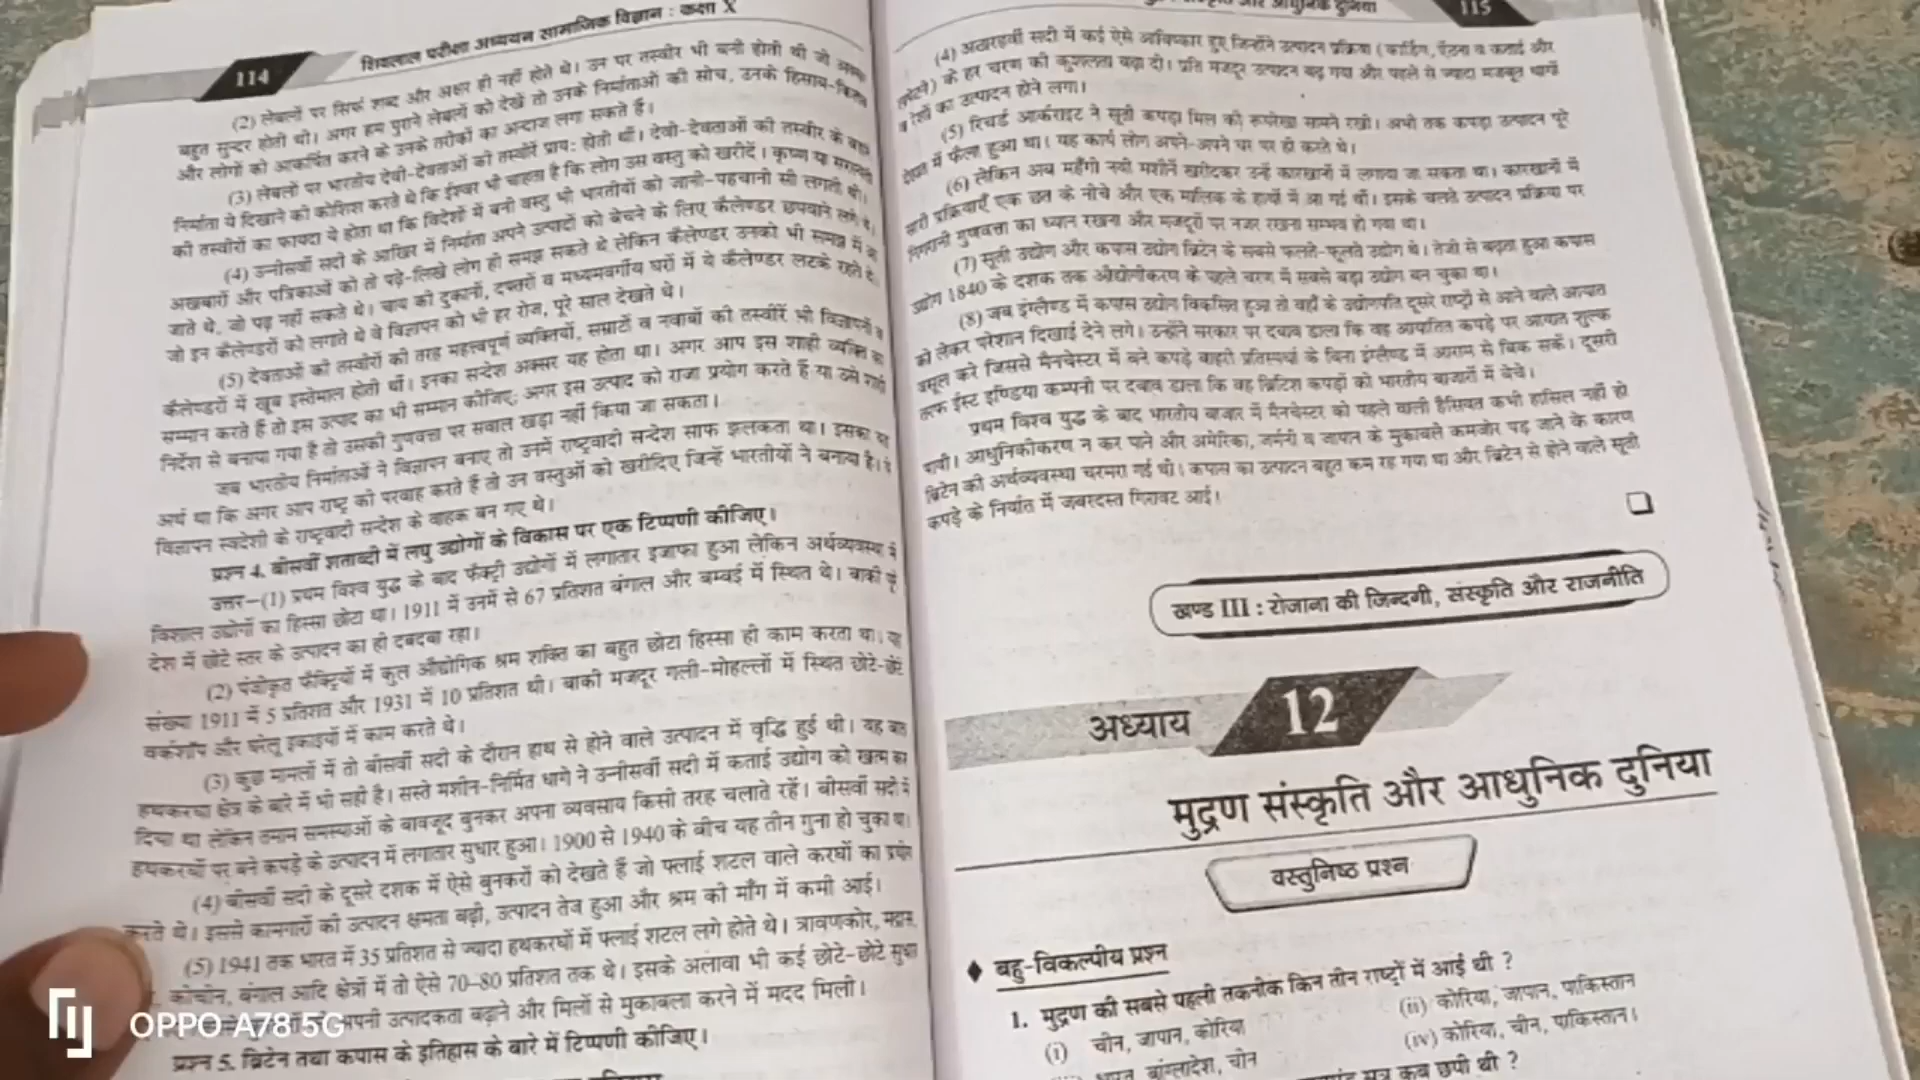 114
शिवलाल परीक्षा अध्ययन सामाजिक विज्ञान : कक्षा X
(2) लेबलों पर सिर्फ शब्द और अक्षर ही नहीं होते थे। उन पर तस्वीर भी बनी होती थी जो
बहुत सुन्दर होती थी। अगर हम पुराने लेबलों को देखें तो उनके निर्माताओं की सोच, उनके हिसाब-किताब
और लोगों को आकर्षित करने के उनके तरीकों का अन्दाज लगा सकते हैं।
(3) लेबलों पर भारतीय देवी-देवताओं की तस्वीरें प्राय: होती थीं। देवी-देवताओं की तस्वीर के
निर्माता ये दिखाने की कोशिश करते थे कि ईश्वर भी चाहता है कि लोग उस वस्तु को खरीदें। कृष्ण या सरस्वती
की तस्वीरों का फायदा ये होता था कि विदेशों में बनी वस्तु भी भारतीयों को जानी-पहचानी सी लगती थी।
(4) उन्नीसवीं सदी के आखिर में निर्माता अपने उत्पादों को बेचने के लिए कैलेण्डर छपवाने लगे थे।
अखबारों और पत्रिकाओं को तो पढ़े-लिखे लोग ही समझ सकते थे लेकिन कैलेण्डर उनको भी समझ में आ
जाते थे, जो पढ़ नहीं सकते थे। चाय की दुकानों, दफ्तरों व मध्यमवर्गीय घरों में ये कैलेण्डर लटके रहते थे।
जो इन कैलेण्डरों को लगाते थे वे विज्ञापन को भी हर रोज, पूरे साल देखते थे।
(5) देवताओं की तस्वीरों की तरह महत्त्वपूर्ण व्यक्तियों, सम्राटों व नवाबों की तस्वीरें भी विज्ञापनों व
कैलेण्डरों में खूब इस्तेमाल होती थीं। इनका सन्देश अक्सर यह होता था। अगर आप इस शाही व्यक्ति का
सम्मान करते हैं तो इस उत्पाद का भी सम्मान कीजिए; अगर इस उत्पाद को राजा प्रयोग करते हैं या उसे शाही
निर्देश से बनाया गया है तो उसकी गुणवत्ता पर सवाल खड़ा नहीं किया जा सकता।
जब भारतीय निर्माताओं ने विज्ञापन बनाए तो उनमें राष्ट्रवादी सन्देश साफ झलकता था। इसका यह
अर्थ था कि अगर आप राष्ट्र की परवाह करते हैं तो उन वस्तुओं को खरीदिए जिन्हें भारतीयों ने बनाया है। ये
विज्ञापन स्वदेशी के राष्ट्रवादी सन्देश के वाहक बन गए थे।
प्रश्न 4. बीसवीं शताब्दी में लघु उद्योगों के विकास पर एक टिप्पणी कीजिए।
उत्तर–(1) प्रथम विश्व युद्ध के बाद फैक्ट्री उद्योगों में लगातार इजाफा हुआ लेकिन अर्थव्यवस्था में
विशाल उद्योगों का हिस्सा छोटा था। 1911 में उनमें से 67 प्रतिशत बंगाल और बम्बई में स्थित थे। बाकी पूरे
देश में छोटे स्तर के उत्पादन का ही दबदबा रहा।
(2) पंजीकृत फैक्ट्रियों में कुल औद्योगिक श्रम शक्ति का बहुत छोटा हिस्सा ही काम करता था। यह
संख्या 1911 में 5 प्रतिशत और 1931 में 10 प्रतिशत थी। बाकी मजदूर गली-मोहल्लों में स्थित छोटे-छोटे
वर्कशॉप और घरेलू इकाइयों में काम करते थे।
(3) कुछ मामलों में तो बीसवीं सदी के दौरान हाथ से होने वाले उत्पादन में वृद्धि हुई थी। यह बात
हथकरघा क्षेत्र के बारे में भी सही है। सस्ते मशीन-निर्मित धागे ने उन्नीसवीं सदी में कताई उद्योग को खत्म कर
दिया था लेकिन तमाम समस्याओं के बावजूद बुनकर अपना व्यवसाय किसी तरह चलाते रहें। बीसवीं सदी में
हथकरघों पर बने कपड़े के उत्पादन में लगातार सुधार हुआ। 1900 से 1940 के बीच यह तीन गुना हो चुका था।
(4) बीसवीं सदी के दूसरे दशक में ऐसे बुनकरों को देखते हैं जो फ्लाई शटल वाले करघों का प्रयोग
करते थे। इससे कामगारों की उत्पादन क्षमता बढ़ी, उत्पादन तेज हुआ और श्रम की माँग में कमी आई।
(5) 1941 तक भारत में 35 प्रतिशत से ज्यादा हथकरघों में फ्लाई शटल लगे होते थे। त्रावणकोर, मद्रास,
कोचीन, बंगाल आदि क्षेत्रों में तो ऐसे 70–80 प्रतिशत तक थे। इसके अलावा भी कई छोटे-छोटे सुधार
अपनी उत्पादकता बढ़ाने और मिलों से मुकाबला करने में मदद मिली।
प्रश्न 5. ब्रिटेन तथा कपास के इतिहास के बारे में टिप्पणी कीजिए।
संस्कृति और आधुनिक दुनिया
115
(4) अठारहवीं सदी में कई ऐसे आविष्कार हुए जिन्होंने उत्पादन प्रक्रिया (कार्डिंग, ऐंठना व कताई और
लपेटने) के हर चरण की कुशलता बढ़ा दी। प्रति मजदूर उत्पादन बढ़ गया और पहले से ज्यादा मजबूत धागों
व रेशों का उत्पादन होने लगा।
(5) रिचर्ड आर्कराइट ने सूती कपड़ा मिल की रूपरेखा सामने रखी। अभी तक कपड़ा उत्पादन पूरे
देहात में फैला हुआ था। यह कार्य लोग अपने-अपने घर पर ही करते थे।
(6) लेकिन अब महँगी नयी मशीनें खरीदकर उन्हें कारखानों में लगाया जा सकता था। कारखानों में
सारी प्रक्रियाएँ एक छत के नीचे और एक मालिक के हाथों में आ गई थीं। इसके चलते उत्पादन प्रक्रिया पर
निगरानी गुणवत्ता का ध्यान रखना और मजदूरों पर नजर रखना सम्भव हो गया था।
(7) सूती उद्योग और कपास उद्योग ब्रिटेन के सबसे फलते-फूलते उद्योग थे। तेजी से बढ़ता हुआ कपास
उद्योग 1840 के दशक तक औद्योगीकरण के पहले चरण में सबसे बड़ा उद्योग बन चुका था।
(8) जब इंग्लैण्ड में कपास उद्योग विकसित हुआ तो वहाँ के उद्योगपति दूसरे राष्ट्रों से आने वाले आयात
को लेकर परेशान दिखाई देने लगे। उन्होंने सरकार पर दबाव डाला कि वह आयातित कपड़े पर आयात शुल्क
वसूल करे जिससे मैनचेस्टर में बने कपड़े बाहरी प्रतिस्पर्धा के बिना इंग्लैण्ड में आराम से बिक सकें। दूसरी
तरफ ईस्ट इण्डिया कम्पनी पर दबाव डाला कि वह ब्रिटिश कपड़ों को भारतीय बाजारों में बेचे।
प्रथम विश्व युद्ध के बाद भारतीय बाजार में मैनचेस्टर को पहले वाली हैसियत कभी हासिल नहीं हो
पायी। आधुनिकीकरण न कर पाने और अमेरिका, जर्मनी व जापान के मुकाबले कमजोर पड़ जाने के कारण
ब्रिटेन की अर्थव्यवस्था चरमरा गई थी। कपास का उत्पादन बहुत कम रह गया था और ब्रिटेन से होने वाले सूती
कपड़े के निर्यात में जबरदस्त गिरावट आई।
खण्ड III : रोजाना की जिन्दगी, संस्कृति और राजनीति
अध्याय 12
मुद्रण संस्कृति और आधुनिक दुनिया
वस्तुनिष्ठ प्रश्न
♦ बहु-विकल्पीय प्रश्न
1. मुद्रण की सबसे पहली तकनीक किन तीन राष्ट्रों में आई थी ?
(i) चीन, जापान, कोरिया (ii) कोरिया, जापान, पाकिस्तान
भारत, बांग्लादेश, चीन (iv) कोरिया, चीन, पाकिस्तान।
सूत्र कब छपी थी ?
OPPO A78 5G